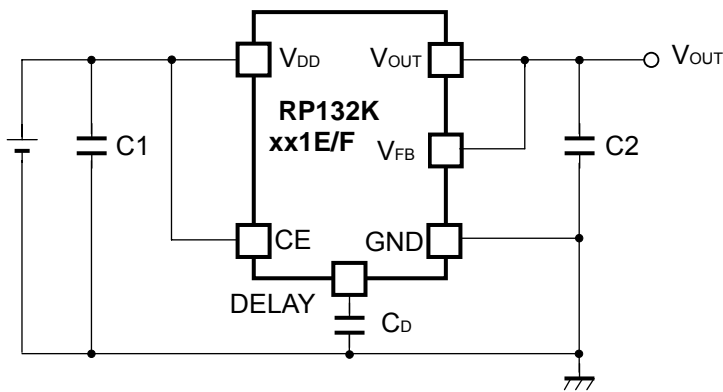 VDD
VOUT
VOUT
RP132K
xx1E/F
C1
VFB
C2
CE
GND
DELAY
CD